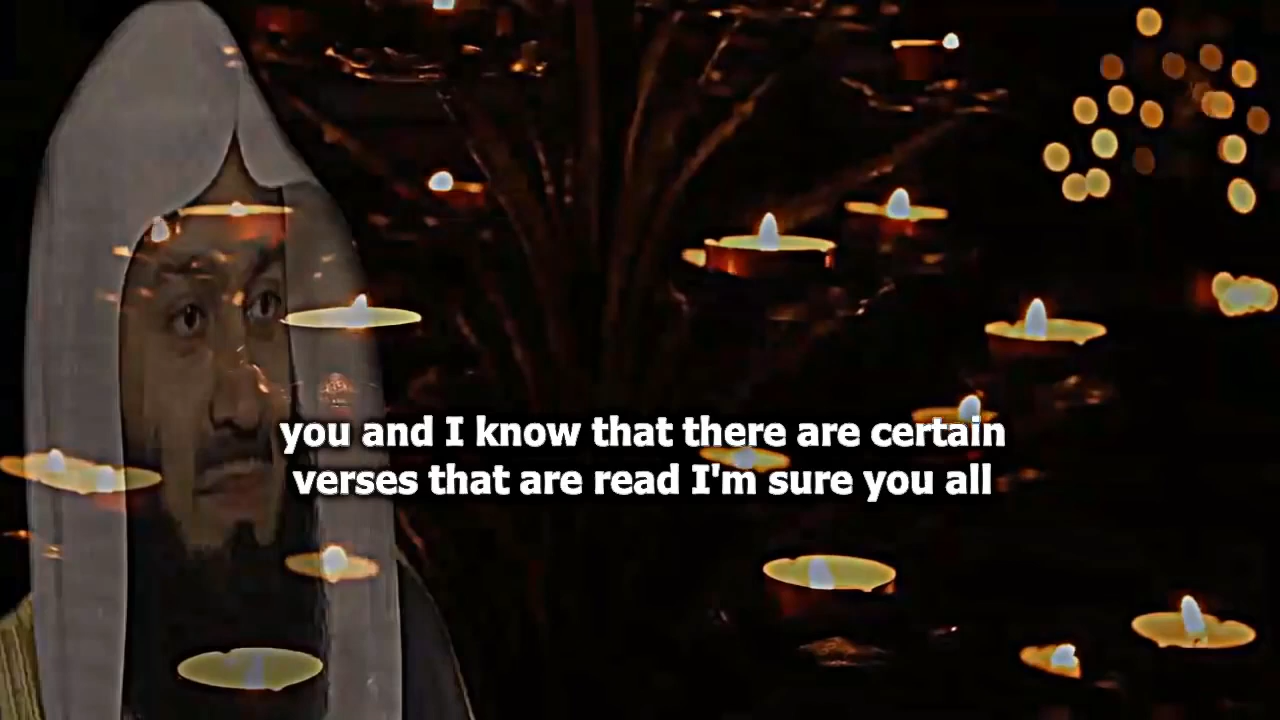 you and I know that there are certain
verses that are read I'm sure you all